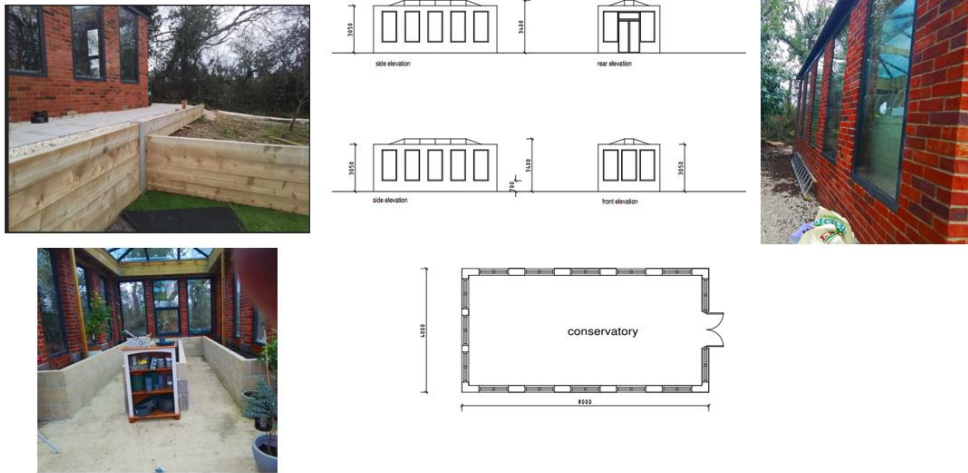 3050
3400
side elevation
rear elevation
3050
700
3400
3050
side elevation
front elevation
4000
conservatory
8000